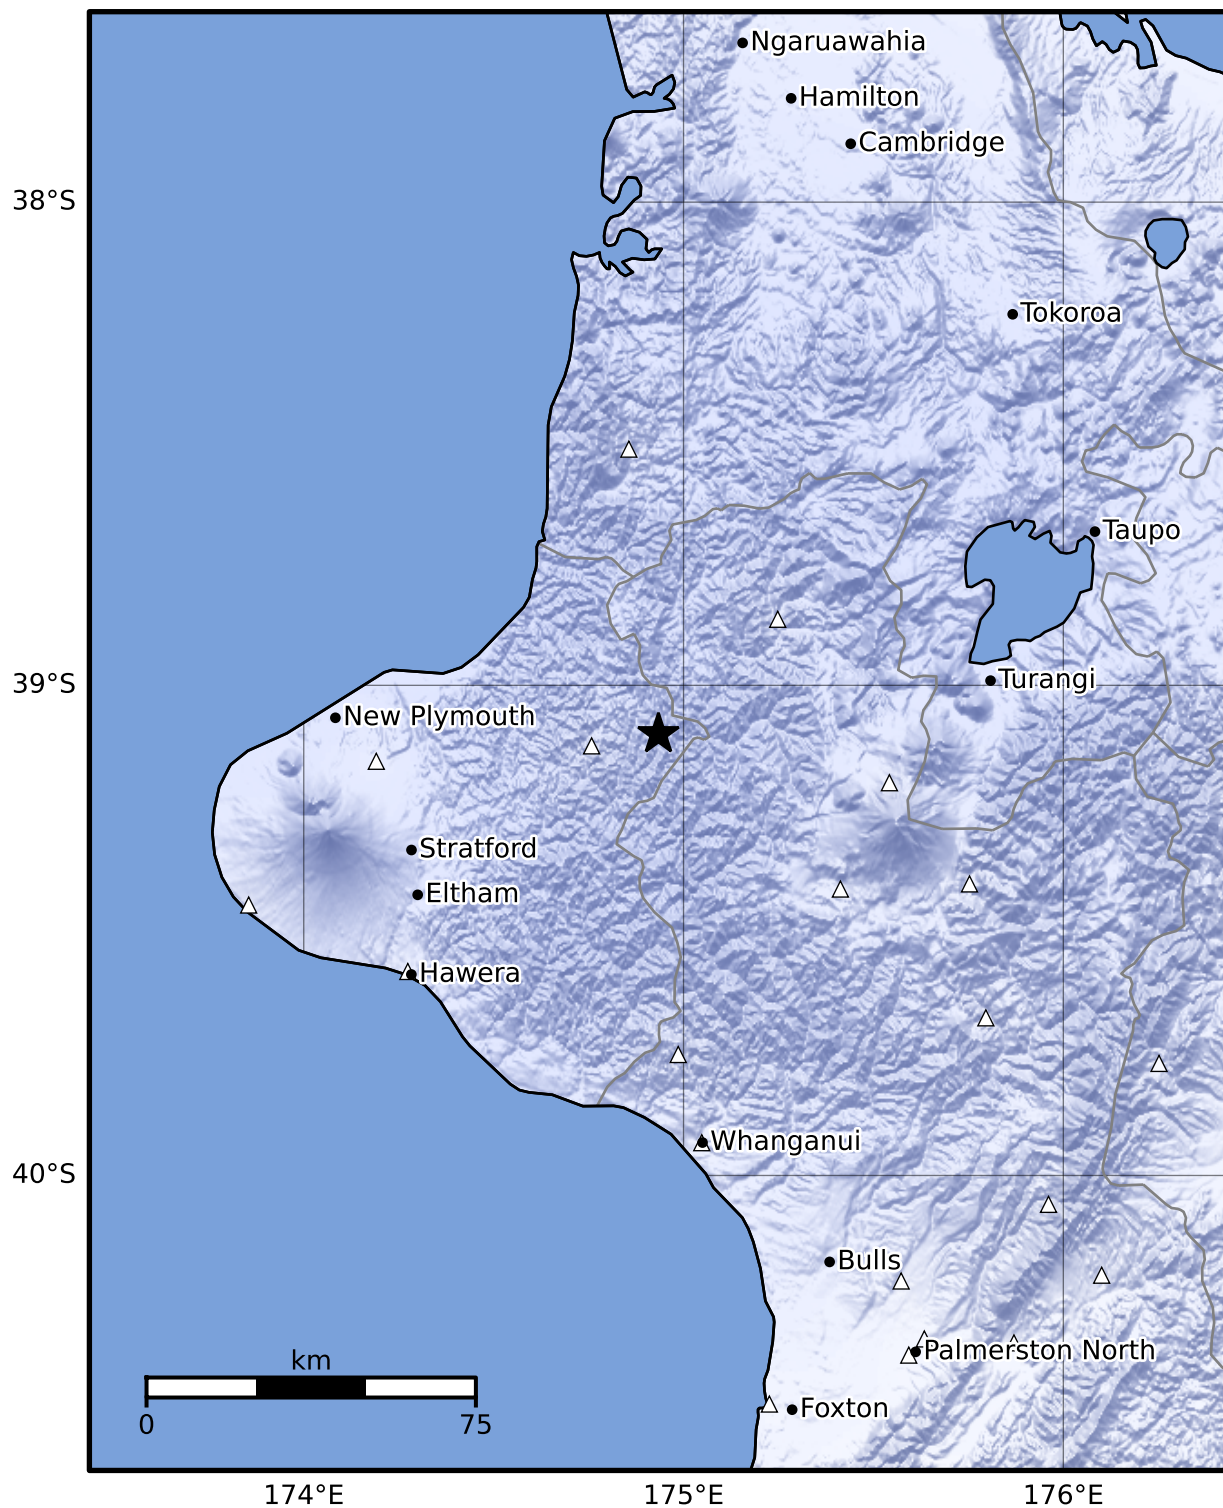 Ngaruawahia
Hamilton
Cambridge
38°S
Tokoroa
Taupo
39°S
Turangi
New Plymouth
Stratford
Eltham
Hawera
Whanganui
40°S
Bulls
Palmerston North
km
Foxton
0 75
174°E 175°E 176°E